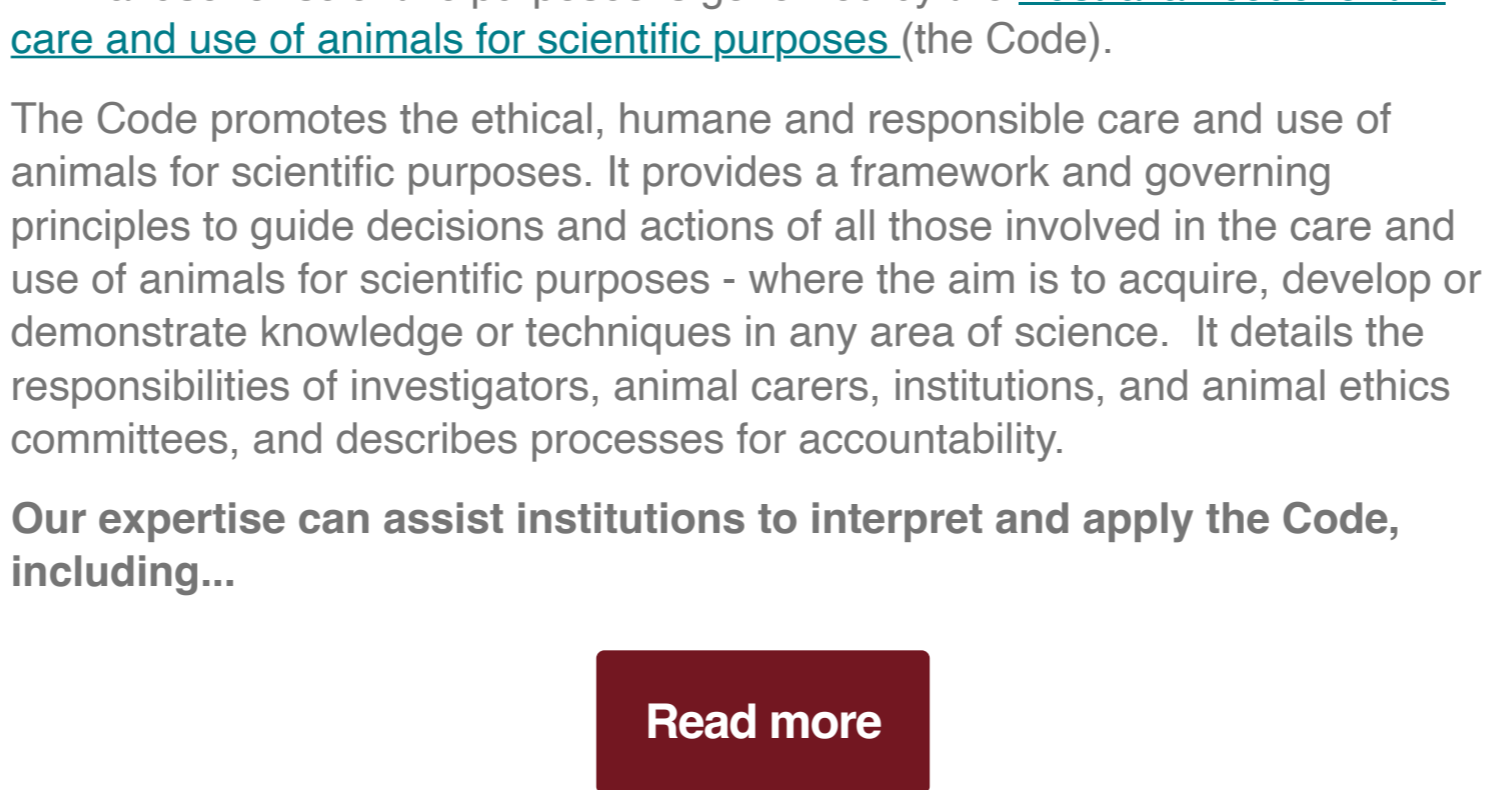 care and use of animals for scientific purposes (the Code).
The Code promotes the ethical, humane and responsible care and use of
animals for scientific purposes. It provides a framework and governing
principles to guide decisions and actions of all those involved in the care and
use of animals for scientific purposes - where the aim is to acquire, develop or
demonstrate knowledge or techniques in any area of science.  It details the
responsibilities of investigators, animal carers, institutions, and animal ethics
committees, and describes processes for accountability.
Our expertise can assist institutions to interpret and apply the Code,
including...
Read more